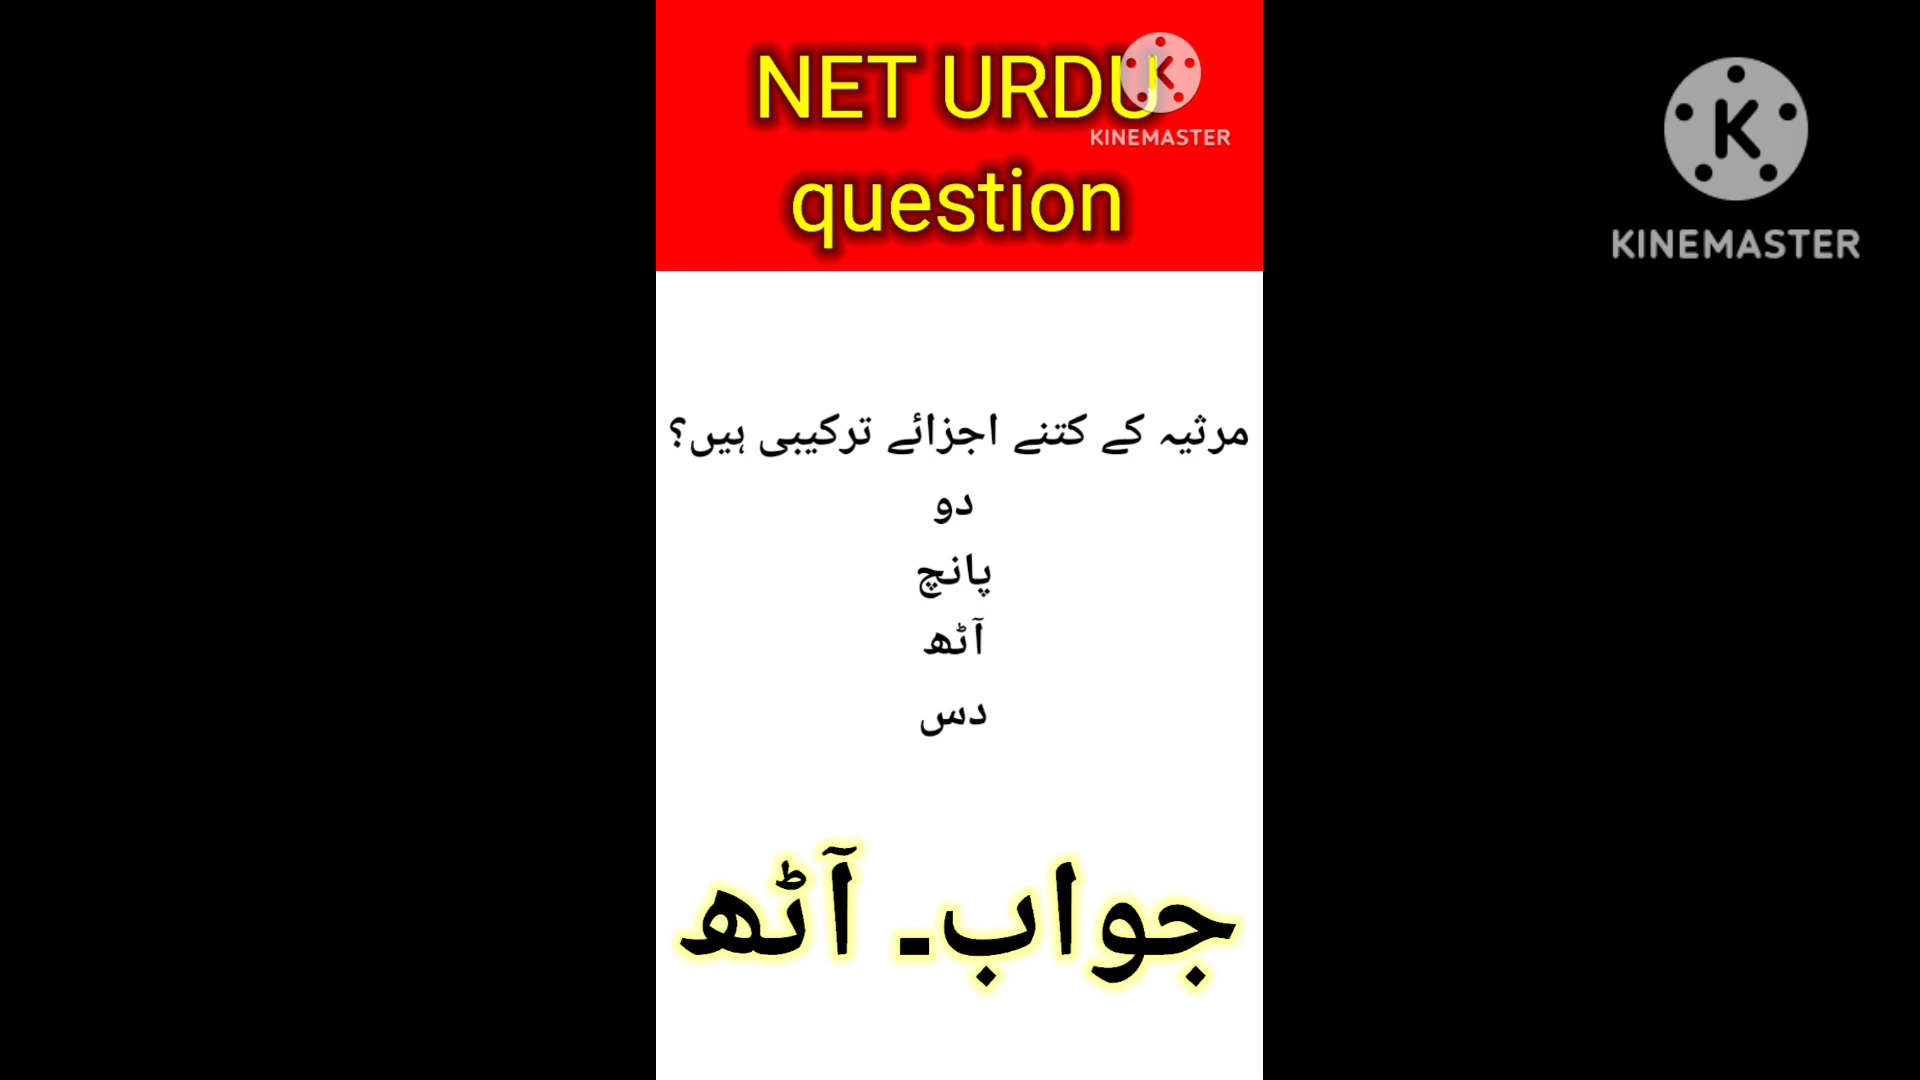 NET URDU
KINEMASTER
question
KINEMASTER
مرثیہ کے کتنے اجزائے ترکیبی ہیں؟
دو
پانچ
آٹھ
دس
جواب۔ آٹھ